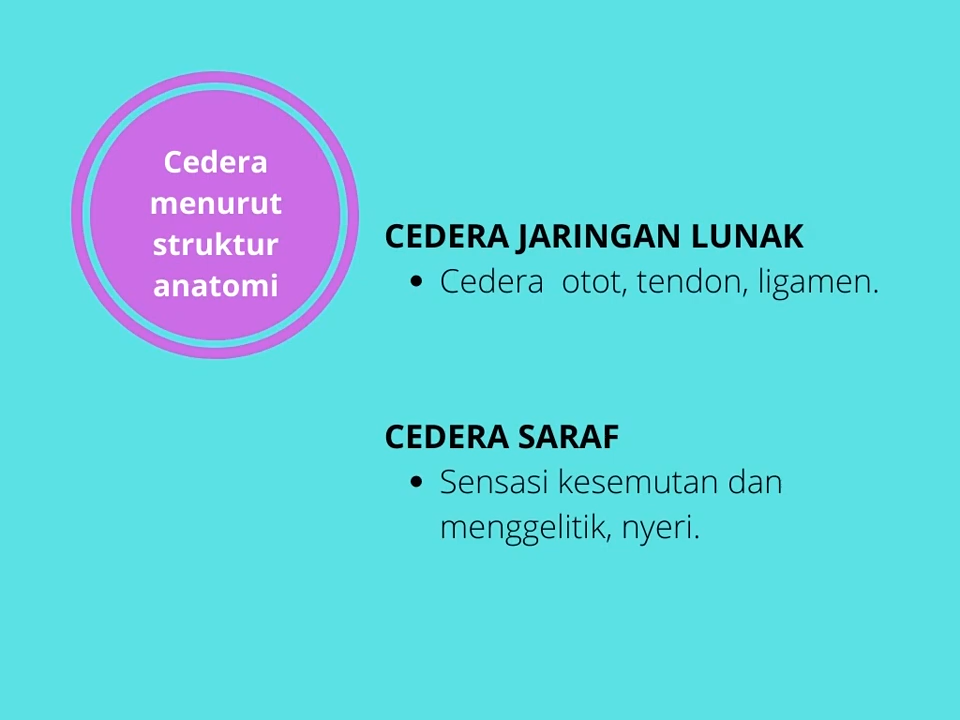 Cedera
menurut
struktur
anatomi
CEDERA JARINGAN LUNAK
• Cedera  otot, tendon, ligamen.
CEDERA SARAF
• Sensasi kesemutan dan
menggelitik, nyeri.